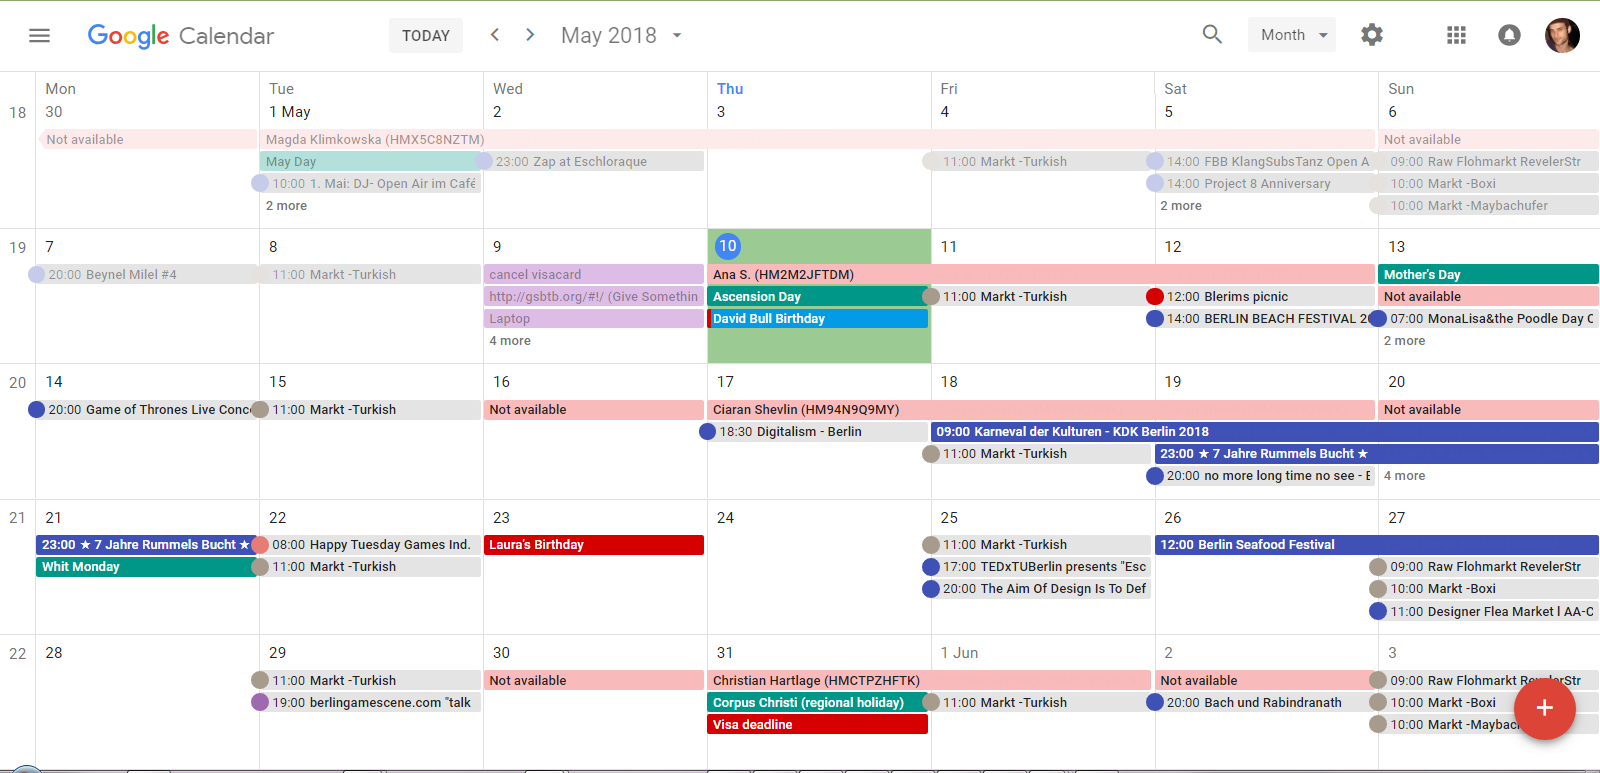 Google Calendar TODAY May 2018 Month
Mon Tue Wed Thu Fri Sat Sun
18 30 1 May 2 3 4 5 6
Not available Magda Klimkowska (HMX5C8NZTM) Not available
May Day 23:00 Zap at Eschloraque 11:00 Markt -Turkish 14:00 FBB KlangSubsTanz Open A 09:00 Raw Flohmarkt RevelerStr
10:00 1. Mai: DJ- Open Air im Café 14:00 Project 8 Anniversary 10:00 Markt -Boxi
2 more 2 more 10:00 Markt -Maybachufer
19 7 8 9 10 11 12 13
20:00 Beynel Milel #4 11:00 Markt -Turkish cancel visacard Ana S. (HM2M2JFTDM) Mother's Day
http://gsbtb.org/#!/ (Give Somethin Ascension Day 11:00 Markt -Turkish 12:00 Blerims picnic Not available
Laptop David Bull Birthday 14:00 BERLIN BEACH FESTIVAL 20 07:00 MonaLisa&the Poodle Day C
4 more 2 more
20 14 15 16 17 18 19 20
20:00 Game of Thrones Live Conc 11:00 Markt -Turkish Not available Ciaran Shevlin (HM94N9Q9MY) Not available
18:30 Digitalism - Berlin 09:00 Karneval der Kulturen - KDK Berlin 2018
11:00 Markt -Turkish 23:00 ★ 7 Jahre Rummels Bucht ★
20:00 no more long time no see - E 4 more
21 21 22 23 24 25 26 27
23:00 ★ 7 Jahre Rummels Bucht ★ 08:00 Happy Tuesday Games Ind. Laura's Birthday 11:00 Markt -Turkish 12:00 Berlin Seafood Festival
Whit Monday 11:00 Markt -Turkish 17:00 TEDxTUBerlin presents "Esc 09:00 Raw Flohmarkt RevelerStr
20:00 The Aim Of Design Is To Def 10:00 Markt -Boxi
11:00 Designer Flea Market l AA-C
22 28 29 30 31 1 Jun 2 3
11:00 Markt -Turkish Not available Christian Hartlage (HMCTPZHFTK) Not available 09:00 Raw Flohmarkt RevelerStr
19:00 berlingamescene.com "talk Corpus Christi (regional holiday) 11:00 Markt -Turkish 20:00 Bach und Rabindranath 10:00 Markt -Boxi
Visa deadline 10:00 Markt -Maybac